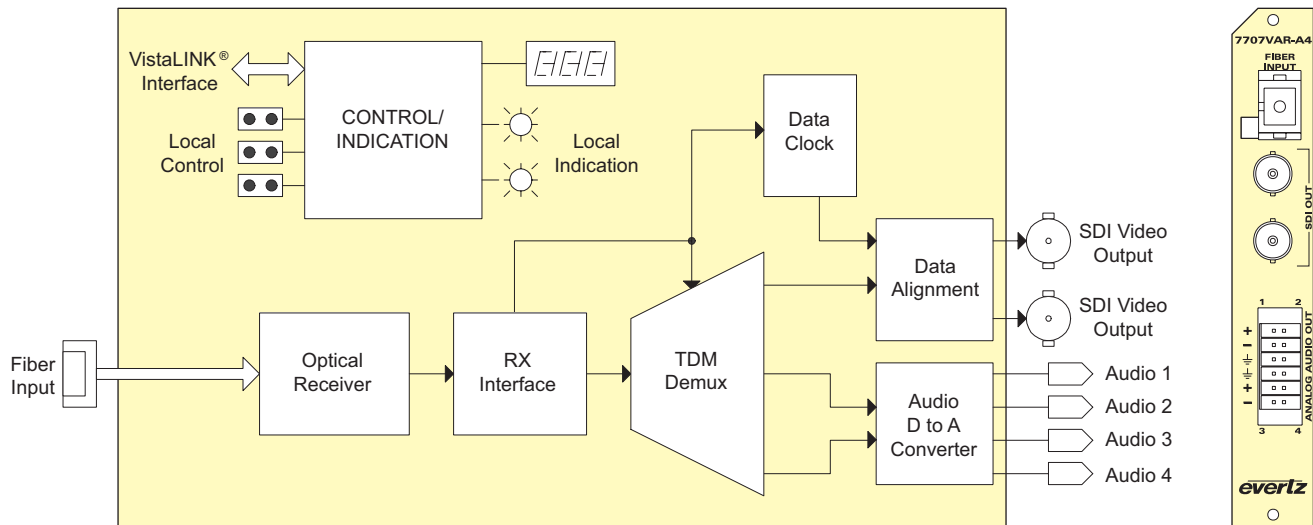 VistaLINK®
Interface
Local
Control
CONTROL/
INDICATION
Local
Indication
Data
Clock
Data
Alignment
SDI Video
Output
SDI Video
Output
Fiber
Input
Optical
Receiver
RX
Interface
TDM
Demux
Audio
D to A
Converter
Audio 1
Audio 2
Audio 3
Audio 4
7707VAR-A4
FIBER
INPUT
SDI OUT
1 2
+
−
+
−
ANALOG AUDIO OUT
3 4
evertz